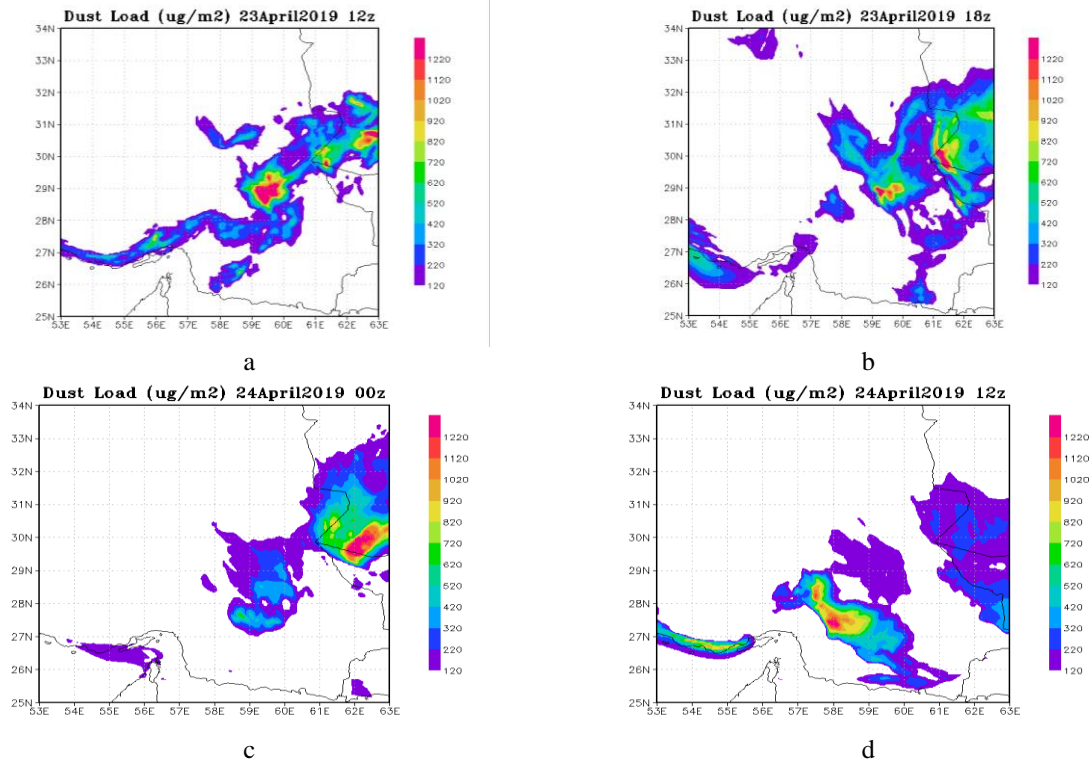 Dust Load (ug/m2) 23April2019 12z
34N
33N
32N
31N
30N
29N
28N
27N
26N
25N
53E 54E 55E 56E 57E 58E 59E 60E 61E 62E 63E
1220
1120
1020
920
820
720
620
520
420
320
220
120
a
Dust Load (ug/m2) 23April2019 18z
34N
33N
32N
31N
30N
29N
28N
27N
26N
25N
53E 54E 55E 56E 57E 58E 59E 60E 61E 62E 63E
1220
1120
1020
920
820
720
620
520
420
320
220
120
b
Dust Load (ug/m2) 24April2019 00z
34N
33N
32N
31N
30N
29N
28N
27N
26N
25N
53E 54E 55E 56E 57E 58E 59E 60E 61E 62E 63E
1220
1120
1020
920
820
720
620
520
420
320
220
120
c
Dust Load (ug/m2) 24April2019 12z
34N
33N
32N
31N
30N
29N
28N
27N
26N
25N
53E 54E 55E 56E 57E 58E 59E 60E 61E 62E 63E
1220
1120
1020
920
820
720
620
520
420
320
220
120
d